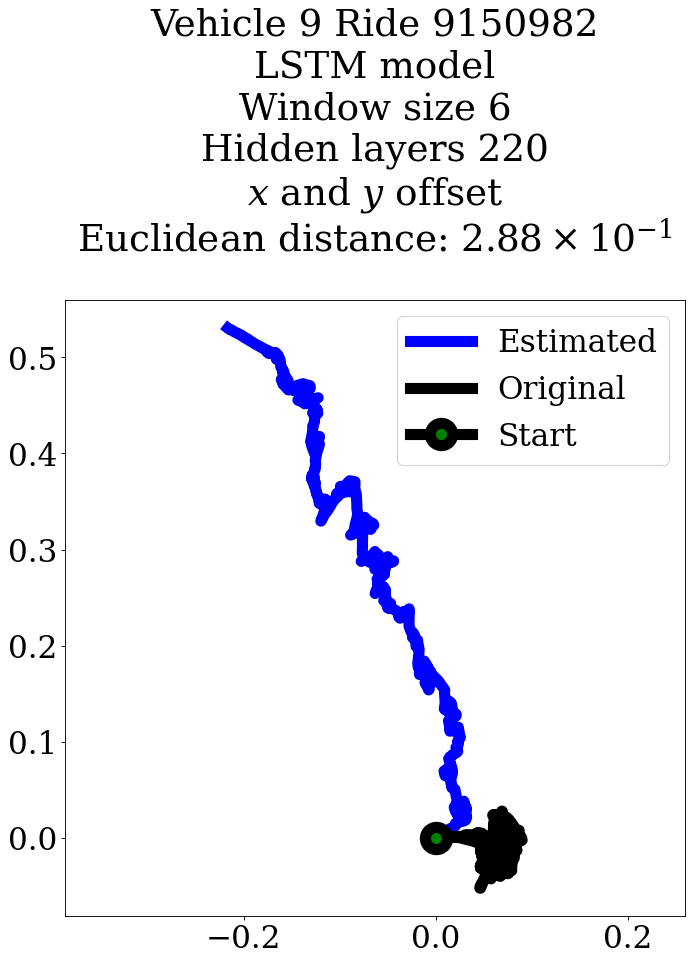 Vehicle 9 Ride 9150982
LSTM model
Window size 6
Hidden layers 220
x and y offset
Euclidean distance: 2.88 × 10⁻¹
Estimated
Original
Start
0.5
0.4
0.3
0.2
0.1
0.0
−0.2
0.0
0.2